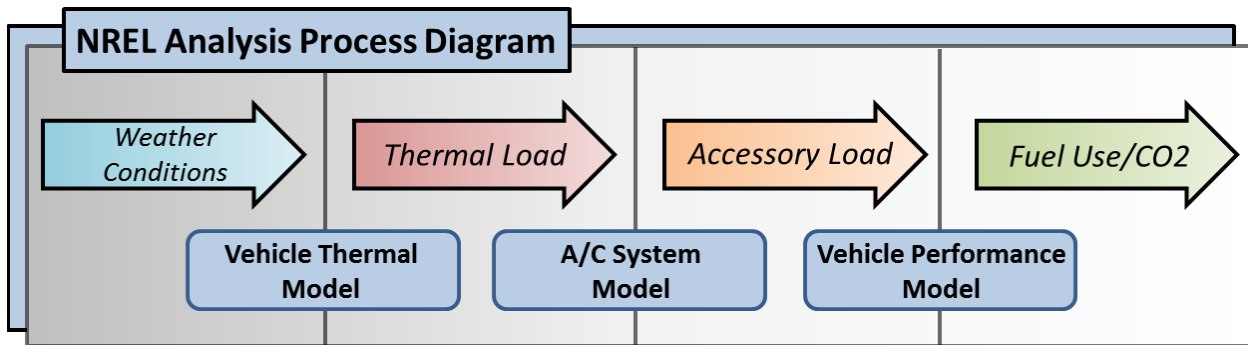 NREL Analysis Process Diagram
Weather
Conditions
Thermal Load
Accessory Load
Fuel Use/CO2
Vehicle Thermal
Model
A/C System
Model
Vehicle Performance
Model